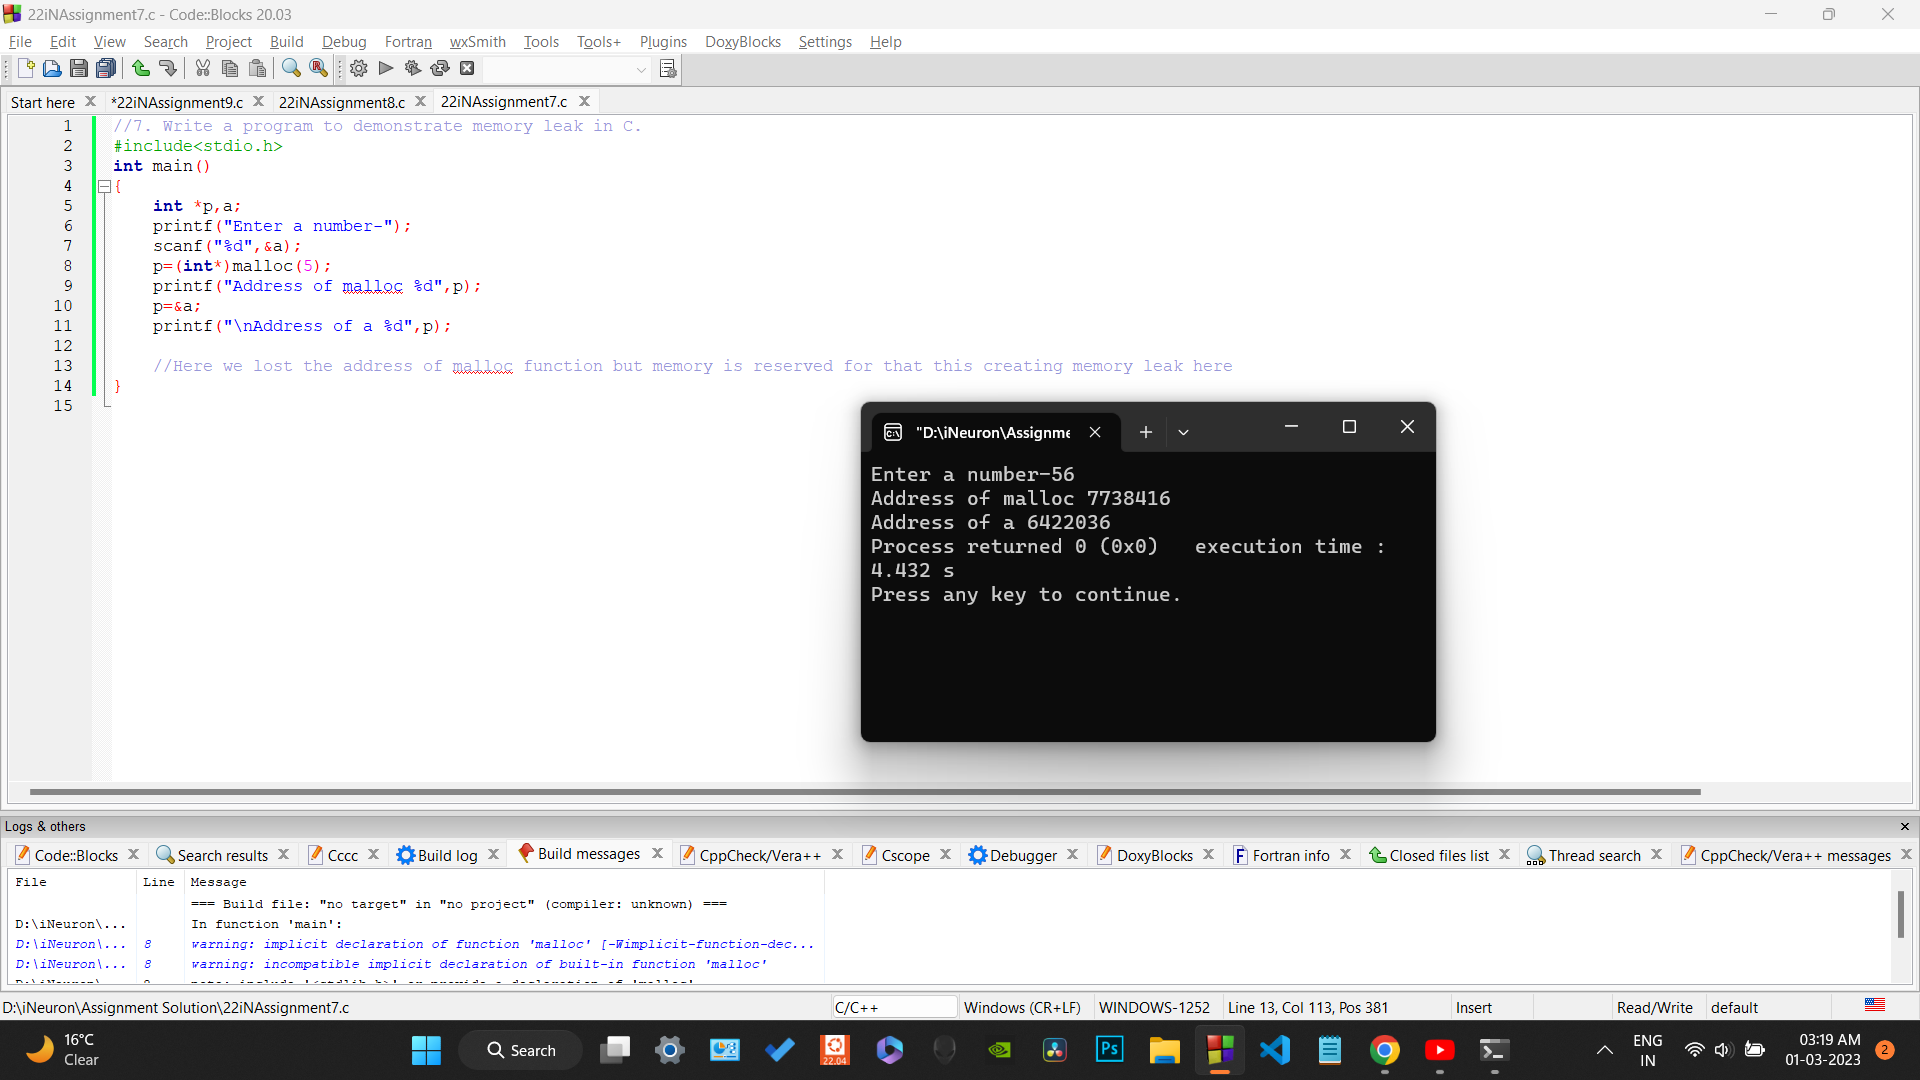 22iNAssignment7.c - Code::Blocks 20.03
File Edit View Search Project Build Debug Fortran wxSmith Tools Tools+ Plugins DoxyBlocks Settings Help
Start here *22iNAssignment9.c 22iNAssignment8.c 22iNAssignment7.c
1 //7. Write a program to demonstrate memory leak in C.
2 #include<stdio.h>
3 int main()
4 {
5 int *p,a;
6 printf("Enter a number-");
7 scanf("%d",&a);
8 p=(int*)malloc(5);
9 printf("Address of malloc %d",p);
10 p=&a;
11 printf("\nAddress of a %d",p);
12
13 //Here we lost the address of malloc function but memory is reserved for that this creating memory leak here
14 }
15
"D:\iNeuron\Assignme
Enter a number-56
Address of malloc 7738416
Address of a 6422036
Process returned 0 (0x0) execution time :
4.432 s
Press any key to continue.
Logs & others
Code::Blocks Search results Cccc Build log Build messages CppCheck/Vera++ Cscope Debugger DoxyBlocks Fortran info Closed files list Thread search CppCheck/Vera++ messages
File Line Message
=== Build file: "no target" in "no project" (compiler: unknown) ===
D:\iNeuron\... In function 'main':
D:\iNeuron\... 8 warning: implicit declaration of function 'malloc' [-Wimplicit-function-dec...
D:\iNeuron\... 8 warning: incompatible implicit declaration of built-in function 'malloc'
D:\iNeuron\Assignment Solution\22iNAssignment7.c C/C++ Windows (CR+LF) WINDOWS-1252 Line 13, Col 113, Pos 381 Insert Read/Write default
16°C
Clear
Search
22.04
Ps
ENG
IN
03:19 AM
01-03-2023
2